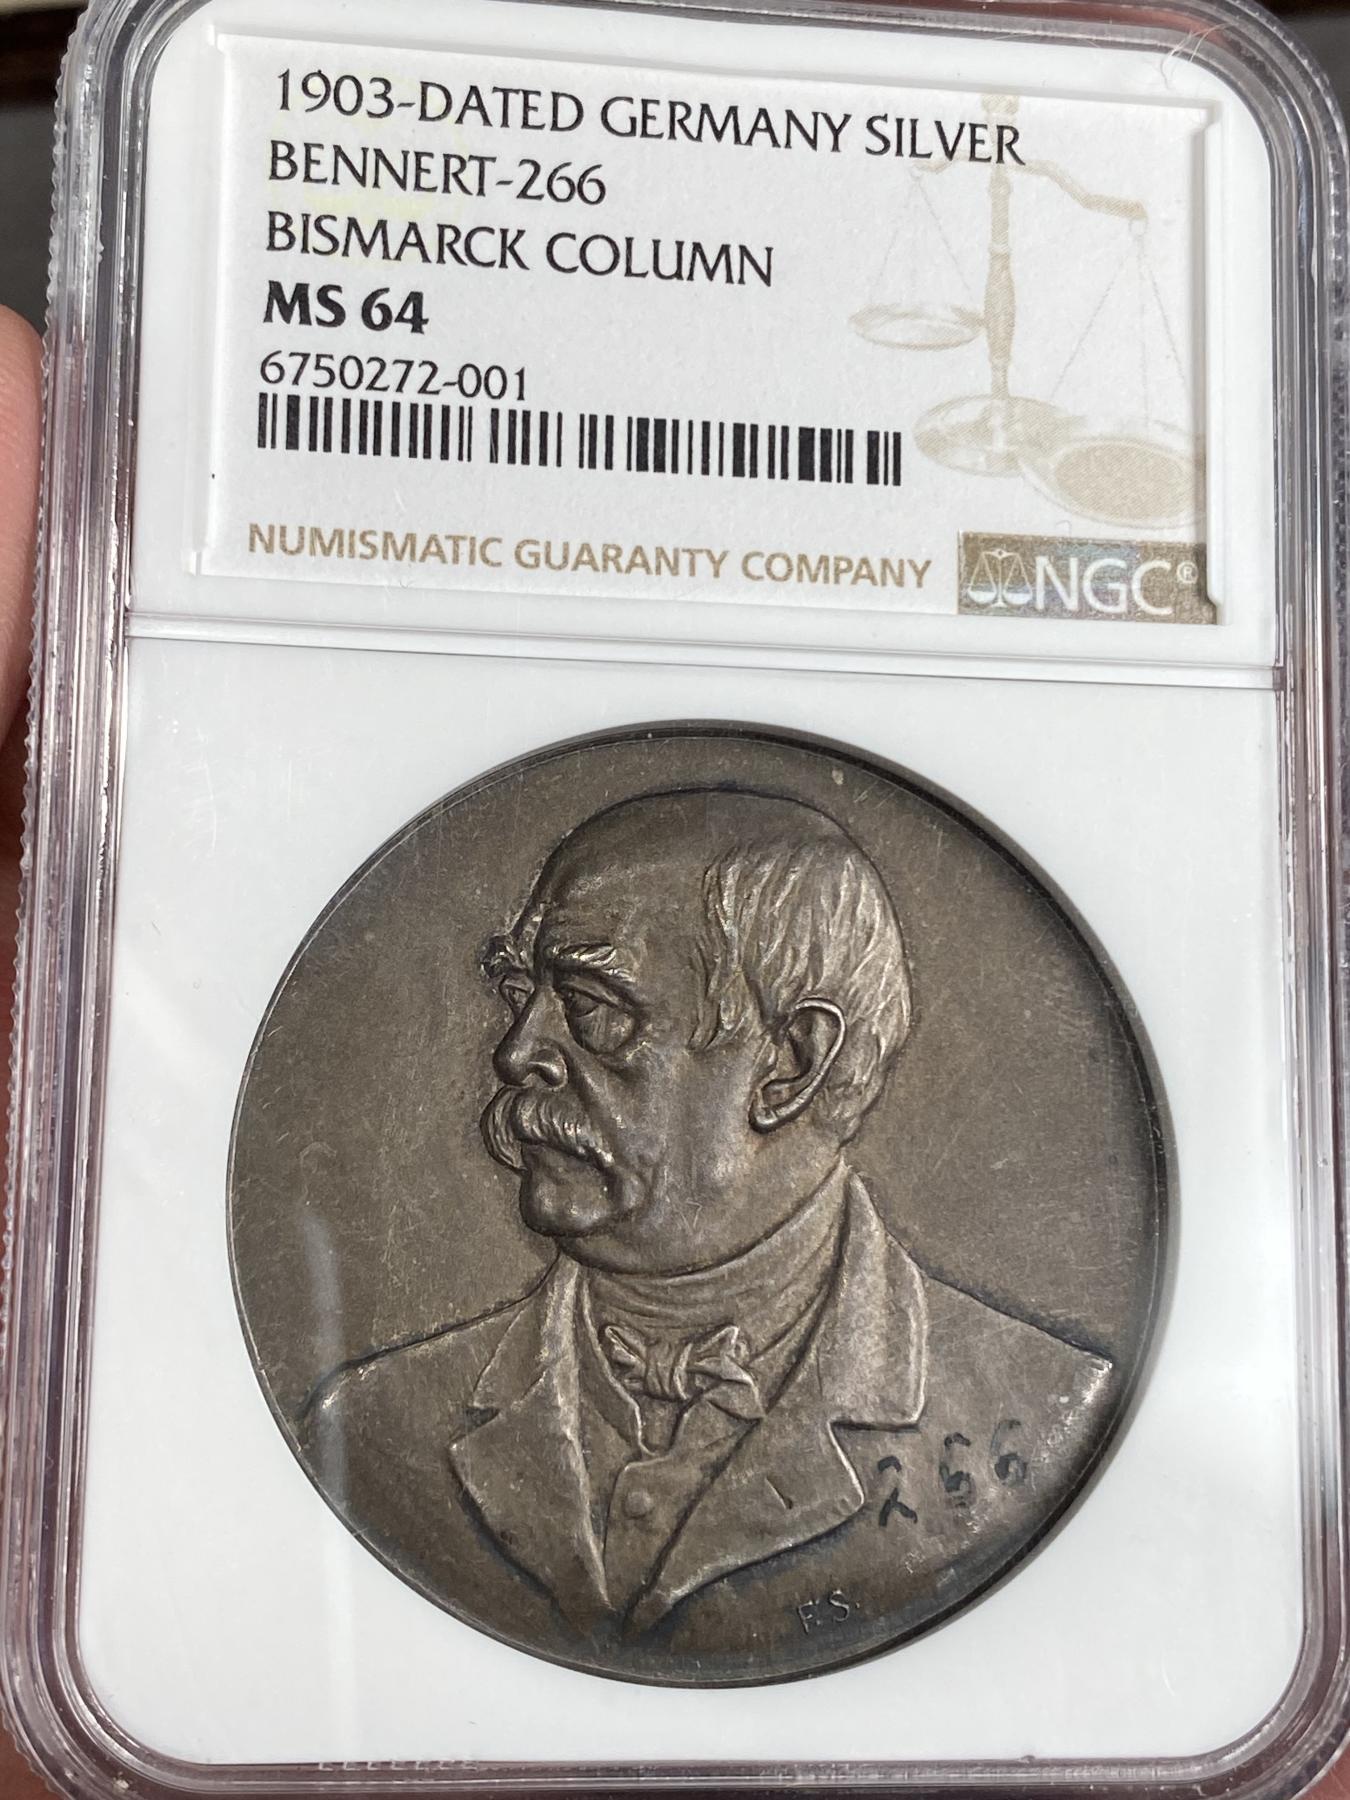 1903-DATED GERMANY SILVER
BENNERT-266
BISMARCK COLUMN
MS 64
6750272-001
NUMISMATIC GUARANTY COMPANY
NGC®
266
F.S.